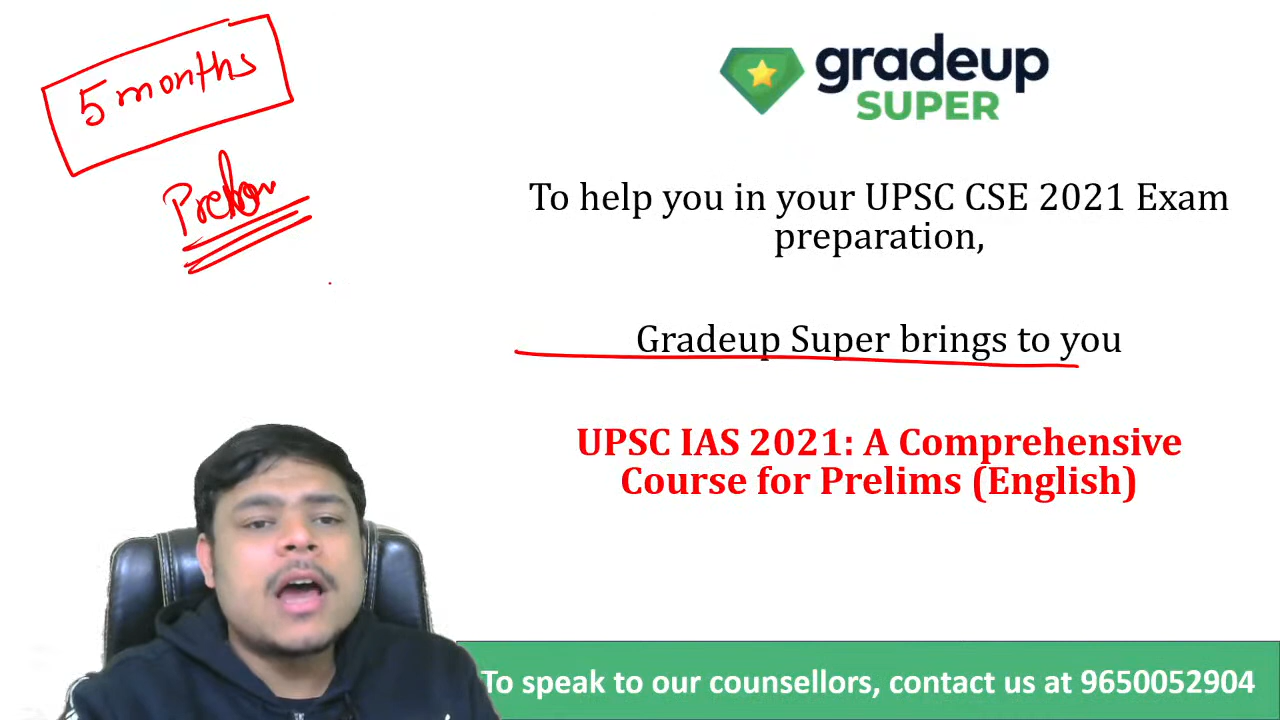 5 months
gradeup
SUPER
To help you in your UPSC CSE 2021 Exam
preparation,
Gradeup Super brings to you
UPSC IAS 2021: A Comprehensive
Course for Prelims (English)
To speak to our counsellors, contact us at 9650052904